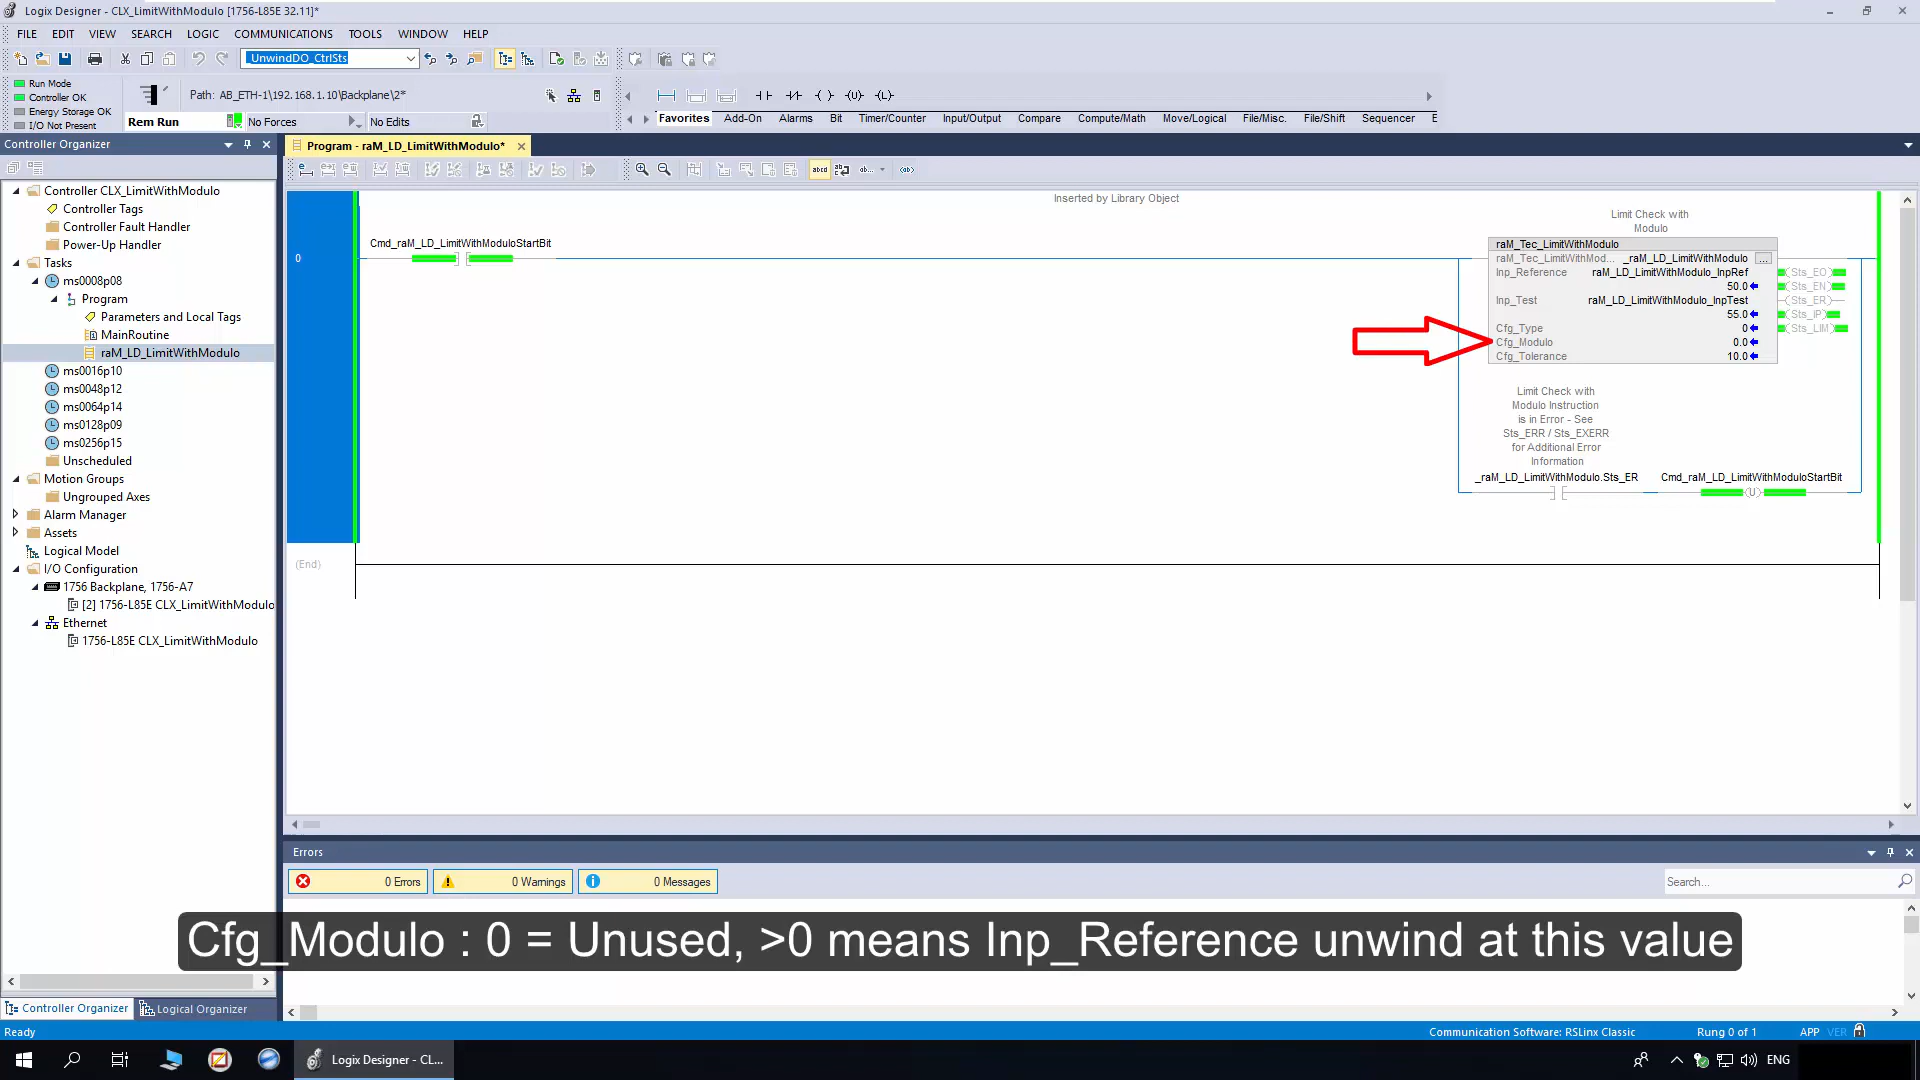 Logix Designer - CLX_LimitWithModulo [1756-L85E 32.11]*
FILE EDIT VIEW SEARCH LOGIC COMMUNICATIONS TOOLS WINDOW HELP
_UnwindDO_CtrlSts
Run Mode
Controller OK
Energy Storage OK
I/O Not Present
Path: AB_ETH-1\192.168.1.10\Backplane\2*
Rem Run No Forces No Edits
Favorites Add-On Alarms Bit Timer/Counter Input/Output Compare Compute/Math Move/Logical File/Misc. File/Shift Sequencer E
Controller Organizer
Controller CLX_LimitWithModulo
Controller Tags
Controller Fault Handler
Power-Up Handler
Tasks
ms0008p08
Program
Parameters and Local Tags
MainRoutine
raM_LD_LimitWithModulo
ms0016p10
ms0048p12
ms0064p14
ms0128p09
ms0256p15
Unscheduled
Motion Groups
Ungrouped Axes
Alarm Manager
Assets
Logical Model
I/O Configuration
1756 Backplane, 1756-A7
[2] 1756-L85E CLX_LimitWithModulo
Ethernet
1756-L85E CLX_LimitWithModulo
Controller Organizer
Logical Organizer
Program - raM_LD_LimitWithModulo*
Inserted by Library Object
0
Cmd_raM_LD_LimitWithModuloStartBit
Limit Check with
Modulo
raM_Tec_LimitWithModulo
raM_Tec_LimitWithMod... _raM_LD_LimitWithModulo ...
Inp_Reference raM_LD_LimitWithModulo_InpRef
50.0
Inp_Test raM_LD_LimitWithModulo_InpTest
55.0
Cfg_Type 0
Cfg_Modulo 0.0
Cfg_Tolerance 10.0
Sts_EO
Sts_EN
Sts_ER
Sts_IP
Sts_LIM
Limit Check with
Modulo Instruction
is in Error - See
Sts_ERR / Sts_EXERR
for Additional Error
Information
_raM_LD_LimitWithModulo.Sts_ER
Cmd_raM_LD_LimitWithModuloStartBit
U
(End)
Errors
0 Errors
0 Warnings
0 Messages
Search...
Cfg_Modulo : 0 = Unused, >0 means Inp_Reference unwind at this value
Ready
Communication Software: RSLinx Classic
Rung 0 of 1
APP VER
Logix Designer - CL...
ENG